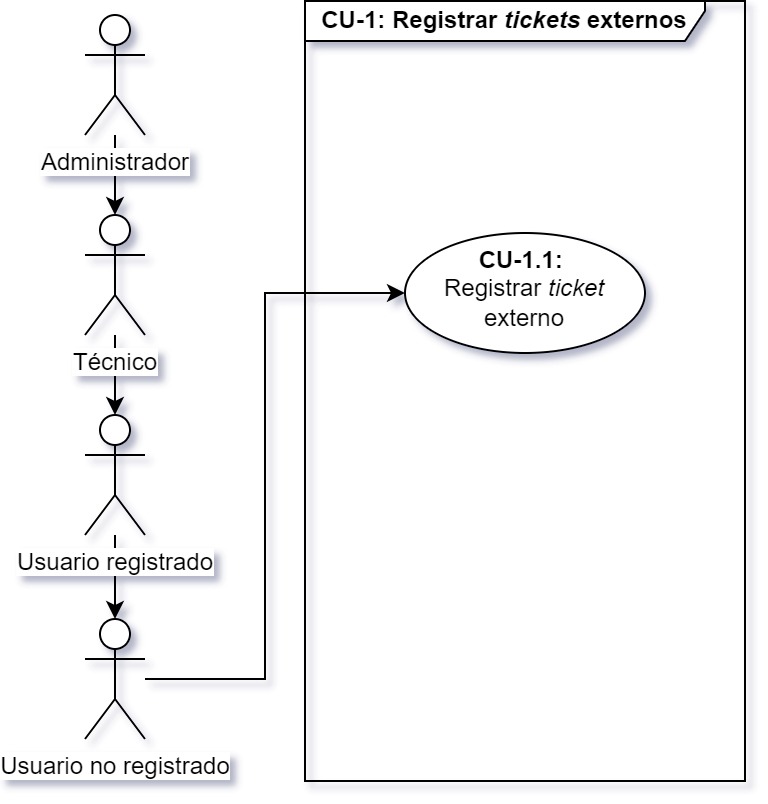 CU-1: Registrar tickets externos
Administrador
Técnico
Usuario registrado
Usuario no registrado
CU-1.1:
Registrar ticket
externo